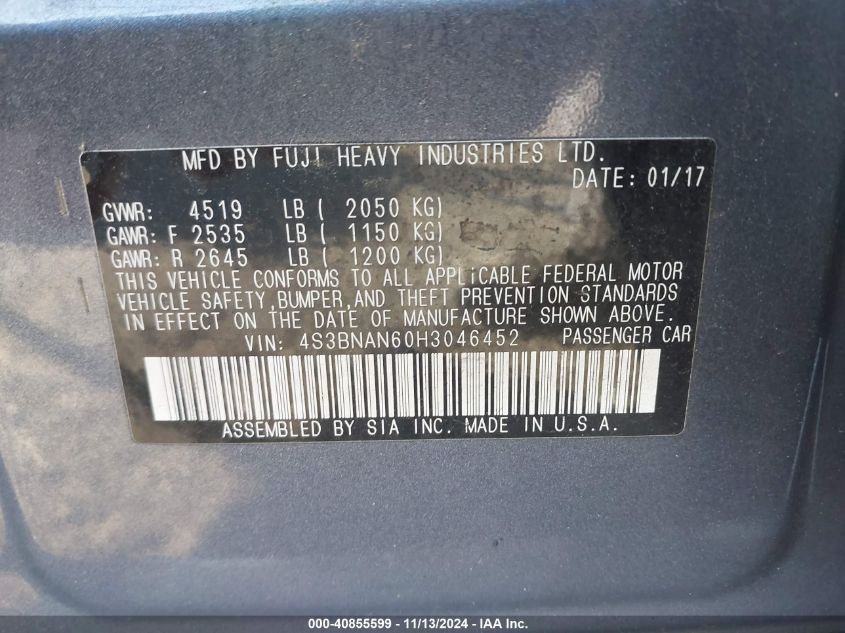 MFD BY FUJI HEAVY INDUSTRIES LTD.
DATE: 01/17
GVWR: 4519 LB ( 2050 KG)
GAWR: F 2535 LB ( 1150 KG)
GAWR: R 2645 LB ( 1200 KG)
THIS VEHICLE CONFORMS TO ALL APPLICABLE FEDERAL MOTOR
VEHICLE SAFETY, BUMPER, AND THEFT PREVENTION STANDARDS
IN EFFECT ON THE DATE OF MANUFACTURE SHOWN ABOVE.
VIN: 4S3BNAN60H3046452 PASSENGER CAR
ASSEMBLED BY SIA INC. MADE IN U.S.A.
000-40855599 - 11/13/2024 - IAA Inc.